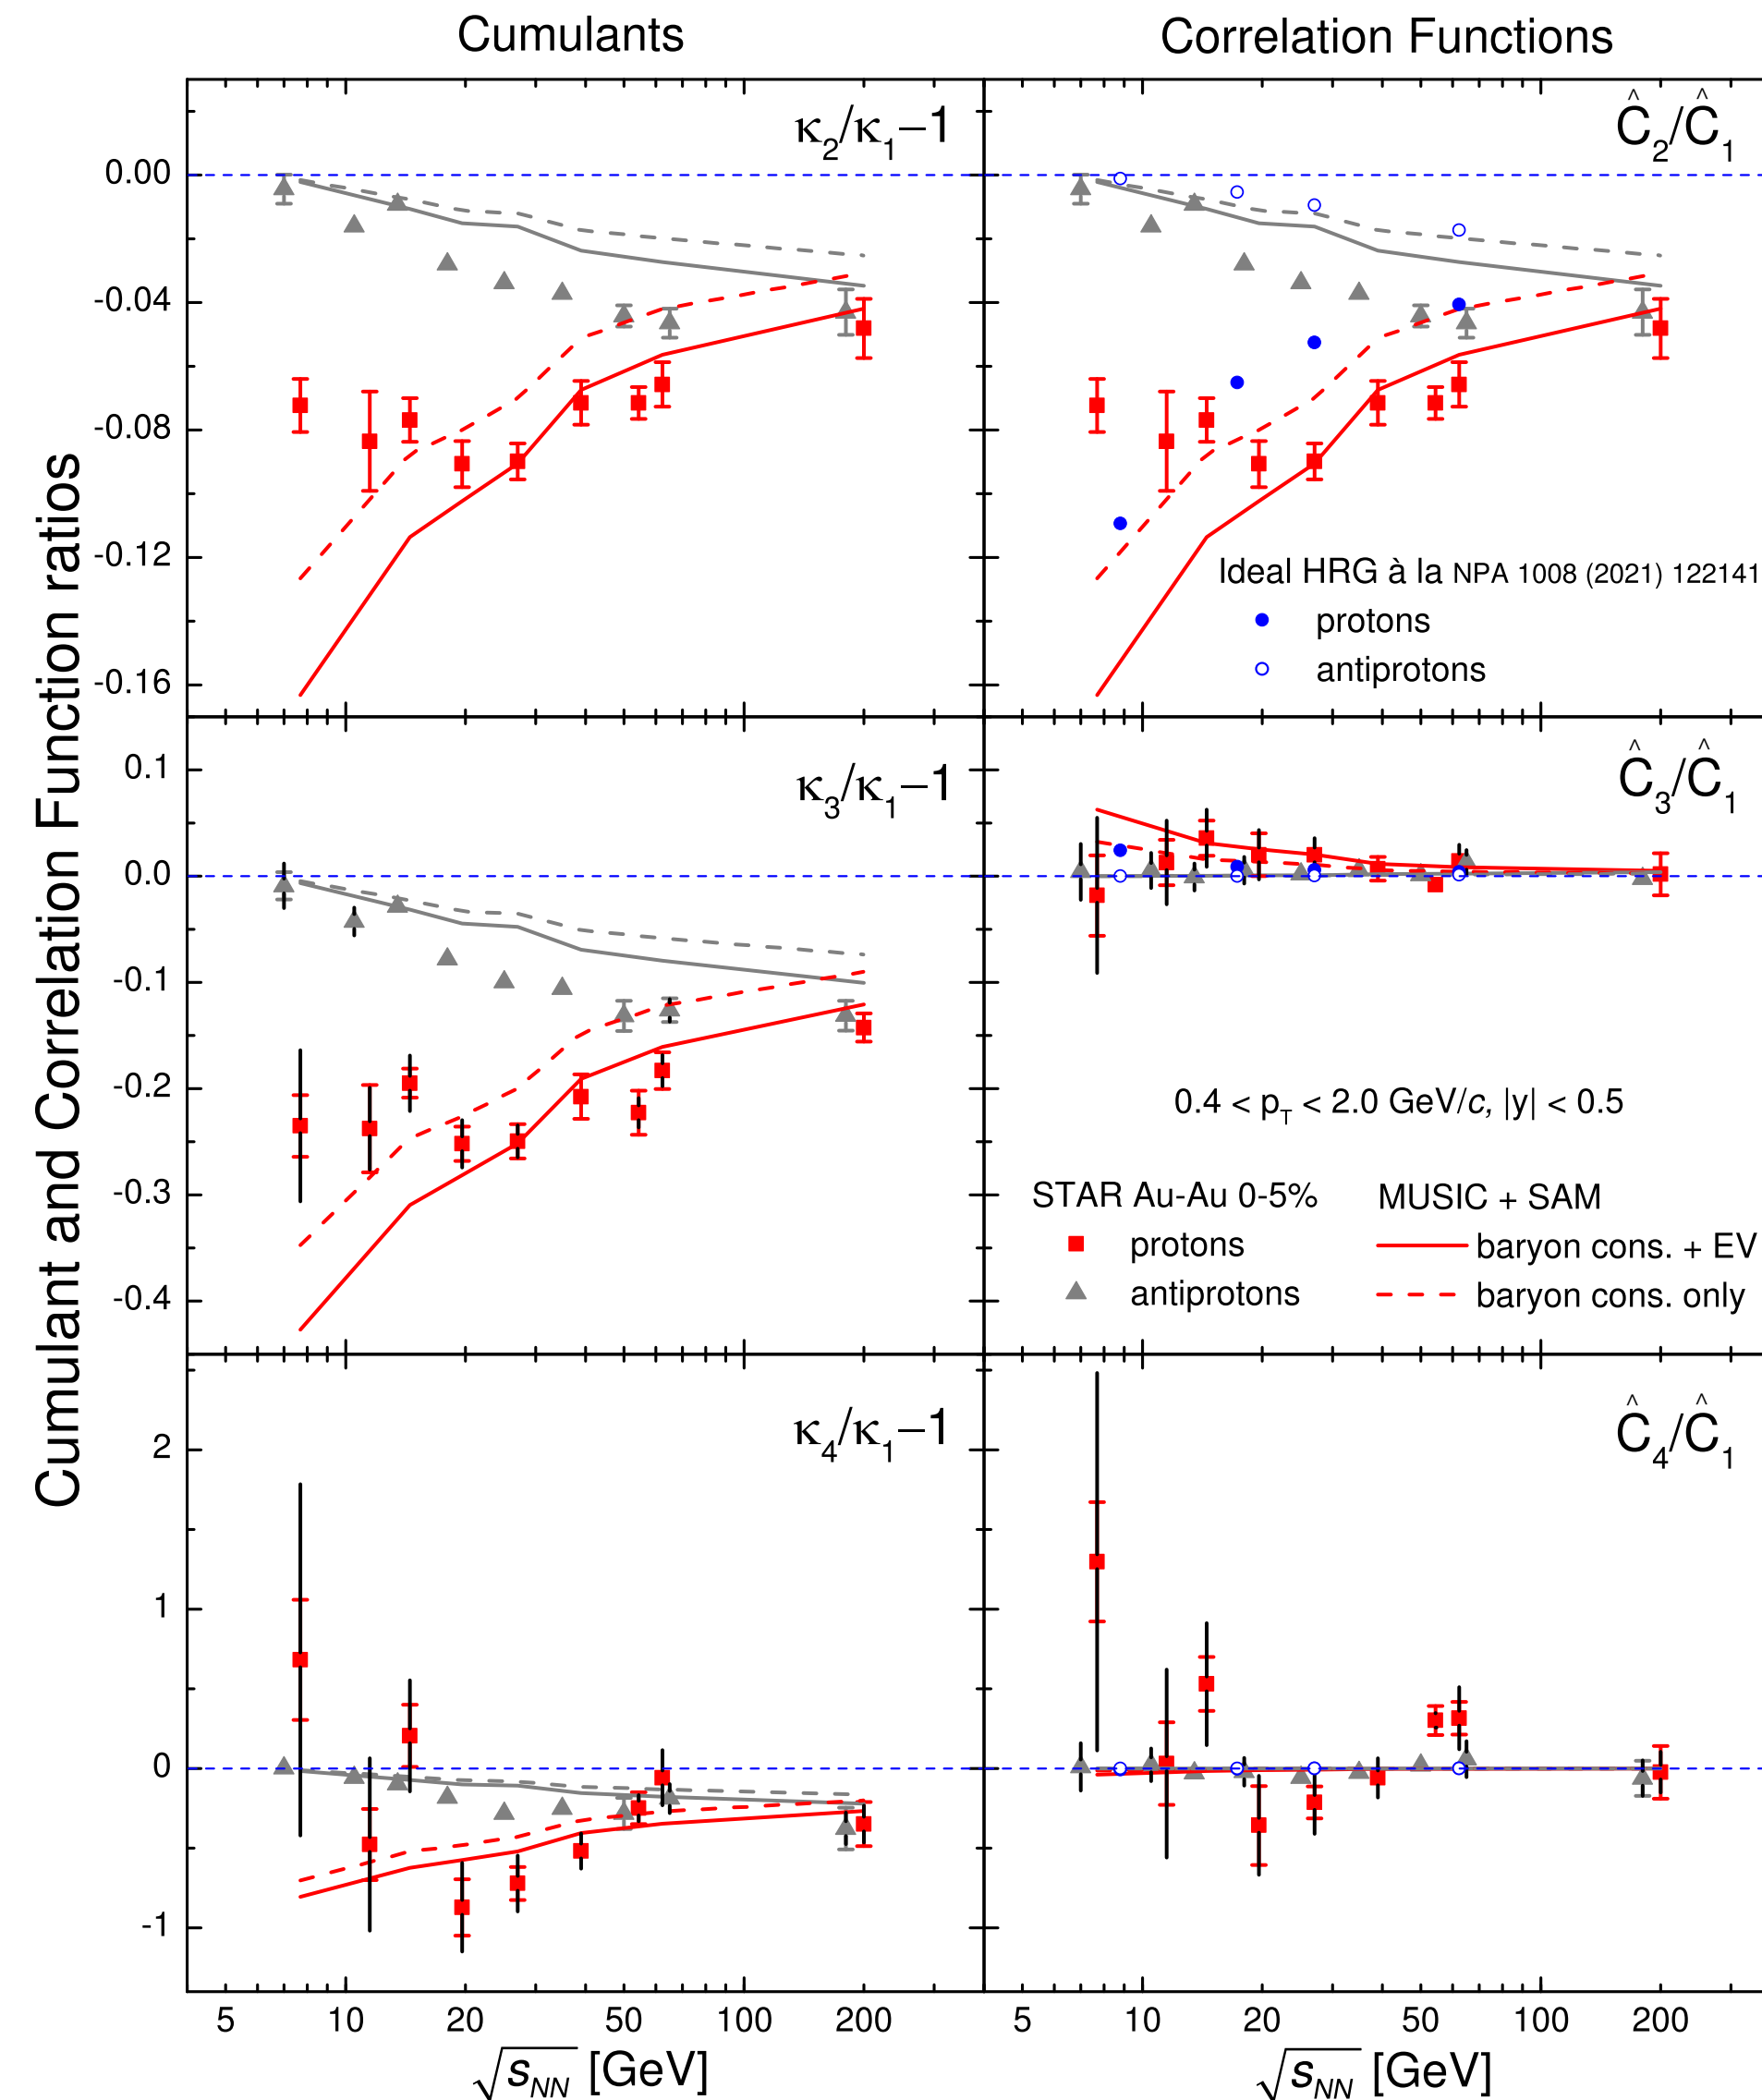 Cumulants
Correlation Functions
Cumulant and Correlation Function ratios
κ₂/κ₁−1
0.00
-0.04
-0.08
-0.12
-0.16
Ĉ₂/Ĉ₁
Ideal HRG à la NPA 1008 (2021) 122141
protons
antiprotons
κ₃/κ₁−1
0.1
0.0
-0.1
-0.2
-0.3
-0.4
Ĉ₃/Ĉ₁
0.4 < p_T < 2.0 GeV/c, |y| < 0.5
STAR Au-Au 0-5%
protons
antiprotons
MUSIC + SAM
baryon cons. + EV
baryon cons. only
κ₄/κ₁−1
2
1
0
-1
Ĉ₄/Ĉ₁
5 10 20 50 100 200
5 10 20 50 100 200
√s_NN [GeV]
√s_NN [GeV]